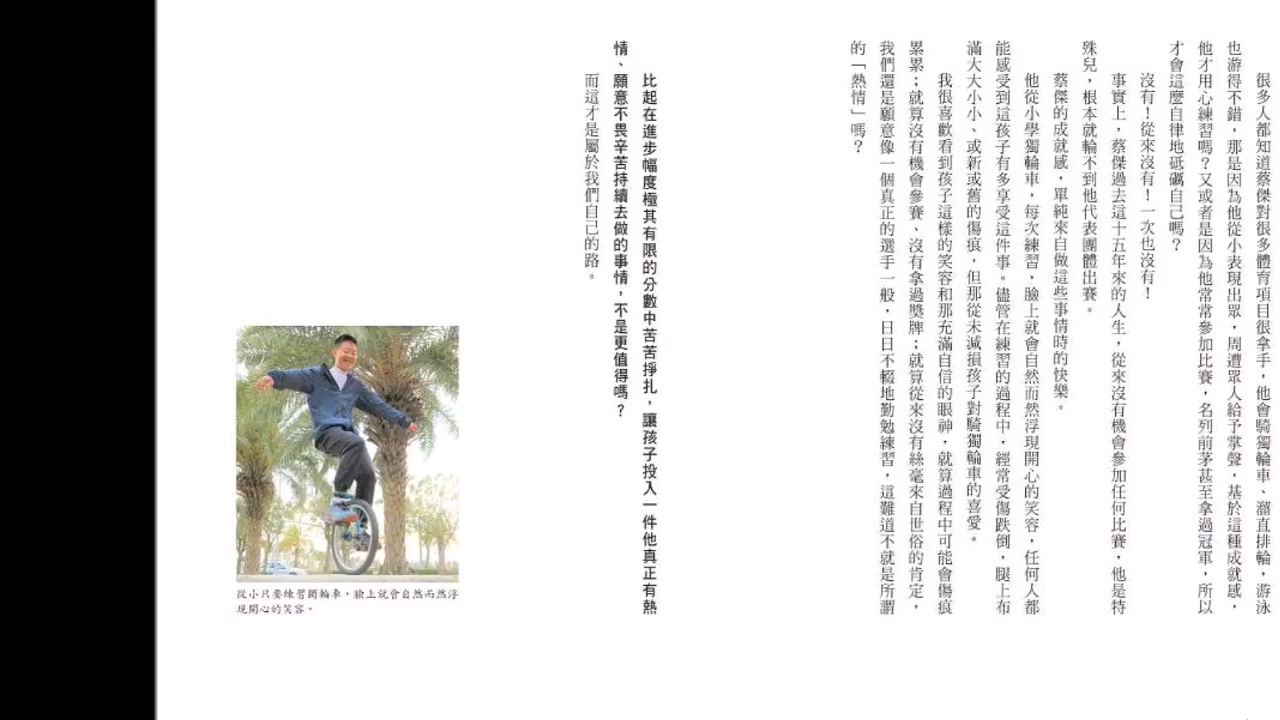 很多人都知道蔡傑對很多體育項目很拿手，他會騎獨輪車、溜直排輪，游泳
也游得不錯，那是因為他從小表現出眾，周遭眾人給予掌聲，基於這種成就感，
他才用心練習嗎？又或者是因為他常常參加比賽，名列前茅甚至拿過冠軍，所以
才會這麼自律地砥礪自己嗎？
沒有！從來沒有！一次也沒有！
事實上，蔡傑過去這十五年來的人生，從來沒有機會參加任何比賽，他是特
殊兒，根本就輪不到他代表團體出賽。
蔡傑的成就感，單純來自做這些事情時的快樂。
他從小學獨輪車，每次練習，臉上就會自然而然浮現開心的笑容，任何人都
能感受到這孩子有多享受這件事。儘管在練習的過程中，經常受傷跌倒，腿上布
滿大大小小、或新或舊的傷痕，但那從未減損孩子對騎獨輪車的喜愛。
我很喜歡看到孩子這樣的笑容和那充滿自信的眼神，就算過程中可能會傷痕
累累；就算沒有機會參賽、沒有拿過獎牌；就算從來沒有絲毫來自世俗的肯定，
我們還是願意像一個真正的選手一般，日日不輟地勤勉練習，這難道不就是所謂
的「熱情」嗎？
比起在進步幅度極其有限的分數中苦苦掙扎，讓孩子投入一件他真正有熱
情、願意不畏辛苦持續去做的事情，不是更值得嗎？
而這才是屬於我們自己的路。
從小只要練習獨輪車，臉上就會自然而然浮
現開心的笑容。